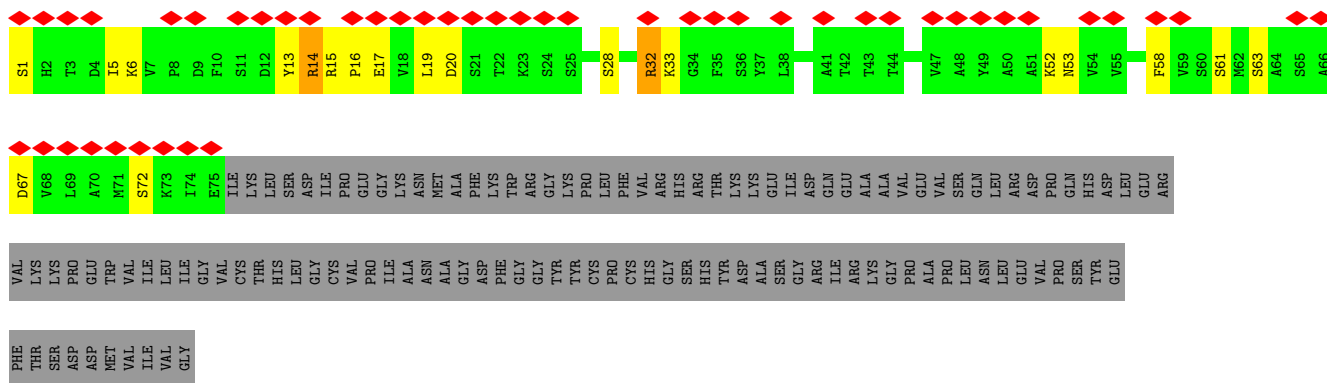 S1 H2 T3 D4 I5 K6 V7 P8 D9 F10 S11 D12 Y13 R14 R15 P16 E17 V18 L19 D20 S21 T22 K23 S24 S25 S28 R32 K33 G34 F35 S36 Y37 L38 A41 T42 T43 T44 V47 A48 Y49 A50 A51 K52 N53 V54 V55 F58 V59 S60 S61 M62 S63 A64 S65 A66
D67 V68 L69 A70 M71 S72 K73 I74 E75 ILE LYS LEU SER ASP ILE PRO GLU GLY LYS ASN MET ALA PHE LYS TRP ARG GLY LYS PRO LEU PHE VAL ARG HIS ARG THR LYS LYS GLU ILE ASP GLN GLU ALA ALA VAL GLU VAL SER GLN LEU ARG ASP PRO GLN HIS ASP LEU GLU ARG
VAL LYS LYS PRO GLU TRP VAL ILE LEU ILE GLY VAL CYS THR HIS LEU GLY CYS VAL PRO ILE ALA ASN ALA GLY ASP PHE GLY GLY TYR TYR CYS PRO CYS HIS GLY SER HIS TYR ASP ALA SER GLY ARG ILE ARG LYS GLY PRO ALA PRO LEU ASN LEU GLU VAL PRO SER TYR GLU
PHE THR SER ASP ASP MET VAL ILE VAL GLY